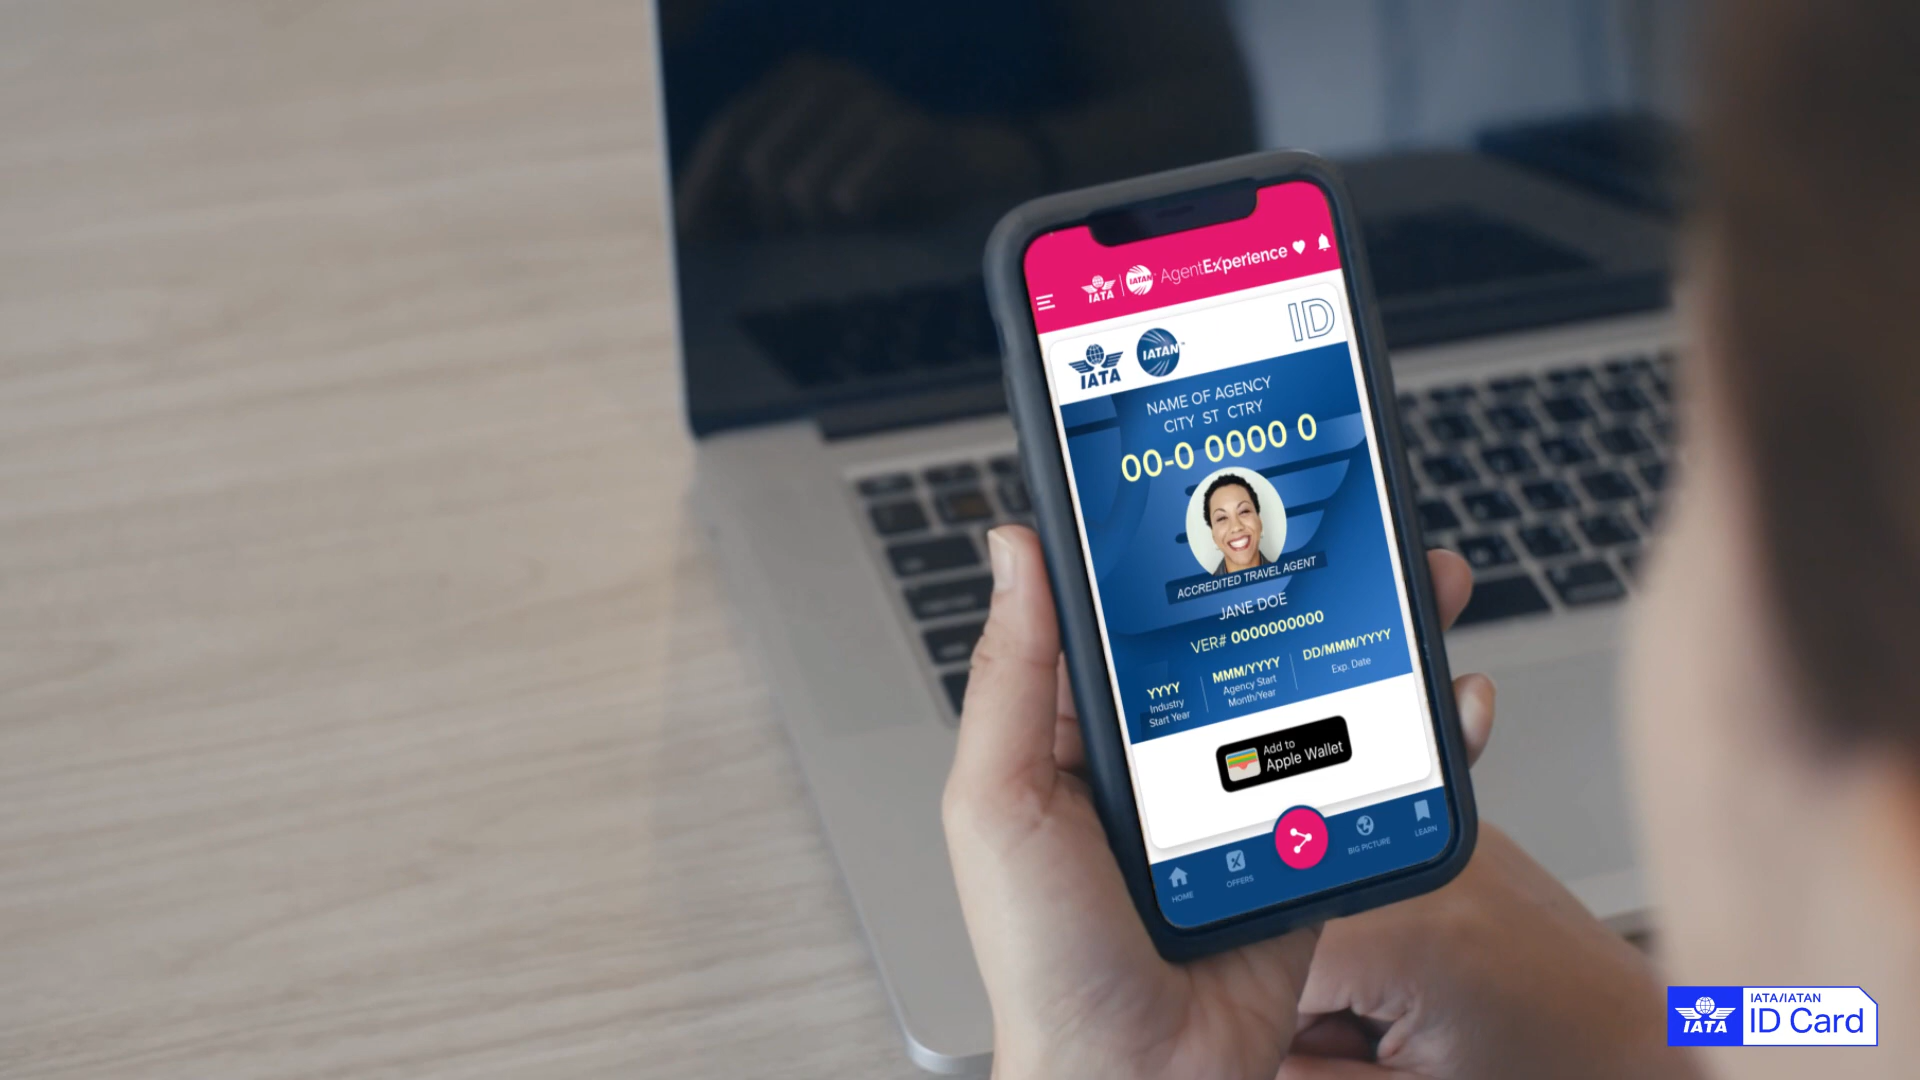 IATA
IATAN
AgentExperience
IATA
IATAN
ID
NAME OF AGENCY
CITY ST CTRY
00-0 0000 0
ACCREDITED TRAVEL AGENT
JANE DOE
VER# 0000000000
YYYY
Industry
Start Year
MMM/YYYY
Agency Start
Month/Year
DD/MMM/YYYY
Exp. Date
Add to
Apple Wallet
HOME
OFFERS
BIG PICTURE
LEARN
IATA
IATA/IATAN
ID Card